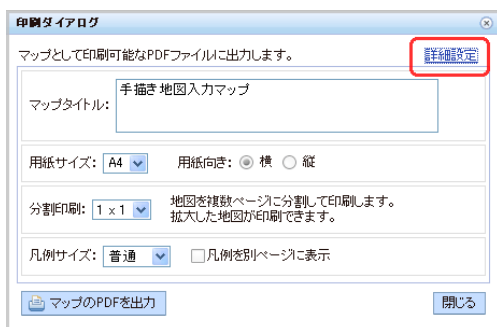 印刷ダイアログ
マップとして印刷可能なPDFファイルに出力します。 詳細設定
マップタイトル: 手描き地図入力マップ
用紙サイズ: A4 用紙向き: 横 縦
分割印刷: 1 x 1 地図を複数ページに分割して印刷します。
拡大した地図が印刷できます。
凡例サイズ: 普通 凡例を別ページに表示
マップのPDFを出力 閉じる